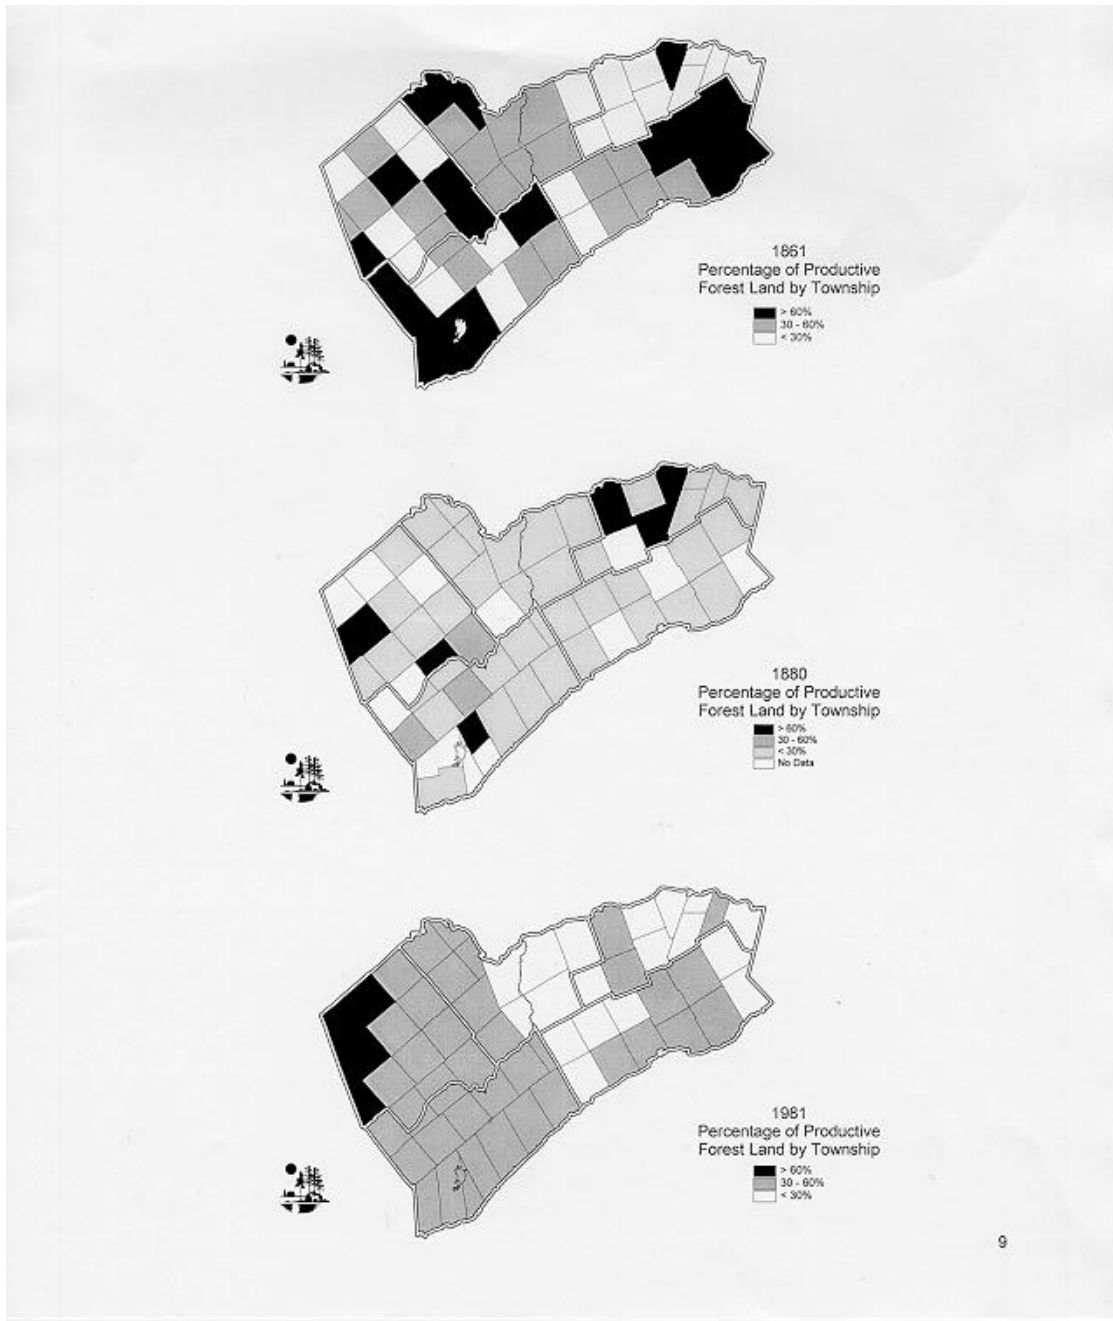 1861
Percentage of Productive
Forest Land by Township
> 60%
30 - 60%
< 30%
1880
Percentage of Productive
Forest Land by Township
> 60%
30 - 60%
< 30%
No Data
1981
Percentage of Productive
Forest Land by Township
> 60%
30 - 60%
< 30%
9